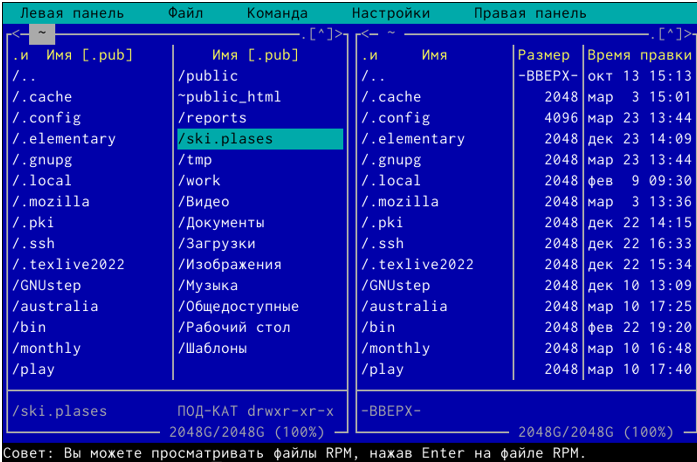 Левая панель Файл Команда Настройки Правая панель
<- ~ .[^]> <- ~ .[^]>
.и Имя [.pub] Имя [.pub] .и Имя Размер Время правки
/.. /public /.. -ВВЕРХ- окт 13 15:13
/.cache ~public_html /.cache 2048 мар 3 15:01
/.config /reports /.config 4096 мар 23 13:44
/.elementary /ski.plases /.elementary 2048 дек 23 14:09
/.gnupg /tmp /.gnupg 2048 мар 23 13:44
/.local /work /.local 2048 фев 9 09:30
/.mozilla /Видео /.mozilla 2048 мар 3 13:36
/.pki /Документы /.pki 2048 дек 22 14:15
/.ssh /Загрузки /.ssh 2048 дек 22 16:33
/.texlive2022 /Изображения /.texlive2022 2048 дек 22 15:34
/GNUstep /Музыка /GNUstep 2048 дек 10 13:09
/australia /Общедоступные /australia 2048 мар 10 17:25
/bin /Рабочий стол /bin 2048 фев 22 19:20
/monthly /Шаблоны /monthly 2048 мар 10 16:48
/play /play 2048 мар 10 17:40
/ski.plases ПОД-КАТ drwxr-xr-x -ВВЕРХ-
2048G/2048G (100%) 2048G/2048G (100%)
Совет: Вы можете просматривать файлы RPM, нажав Enter на файле RPM.